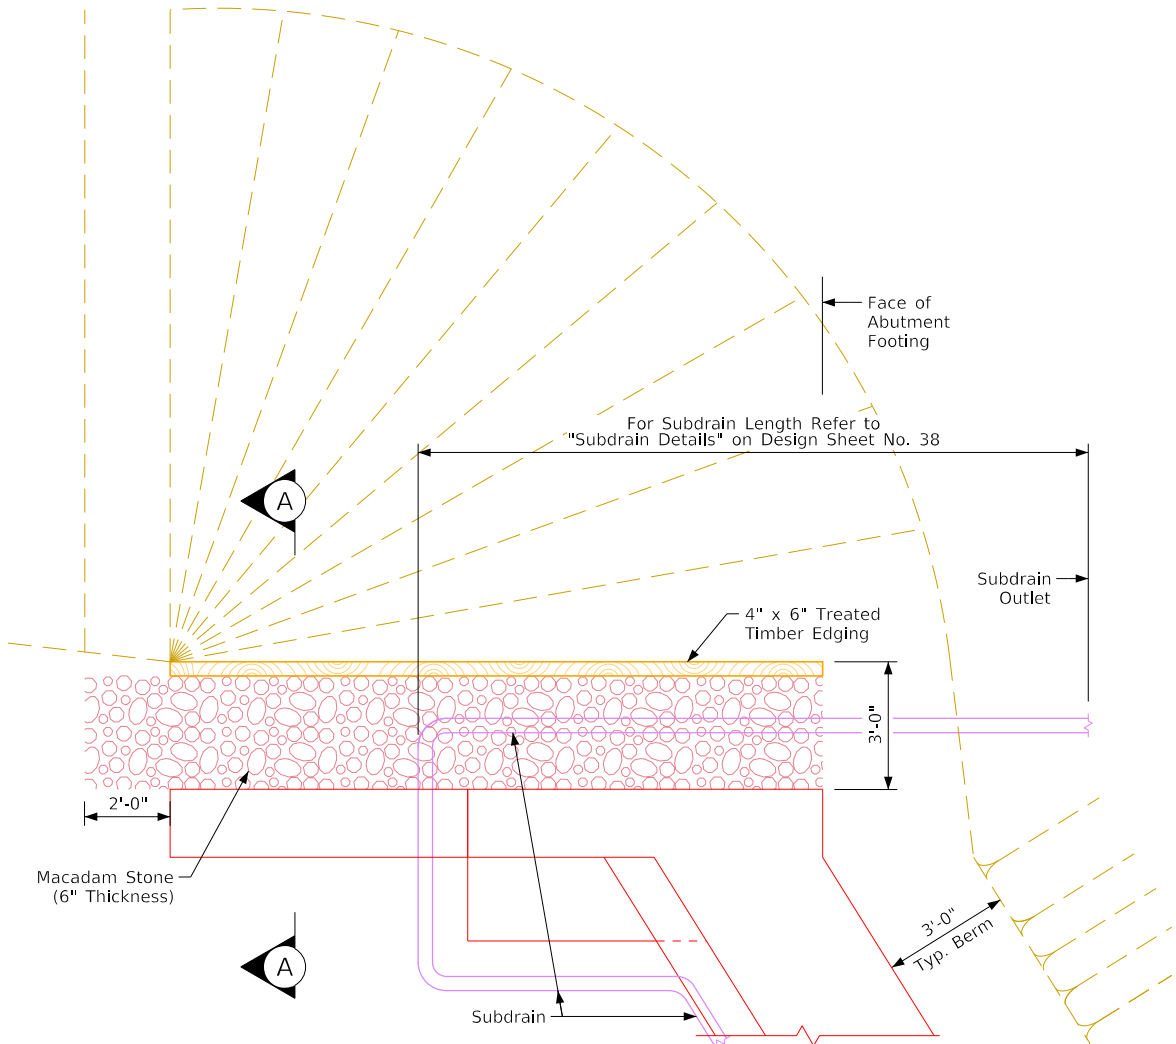 Face of
Abutment
Footing
For Subdrain Length Refer to
"Subdrain Details" on Design Sheet No. 38
A
Subdrain
Outlet
4" x 6" Treated
Timber Edging
3'-0"
2'-0"
Macadam Stone
(6" Thickness)
3'-0"
Typ. Berm
A
Subdrain